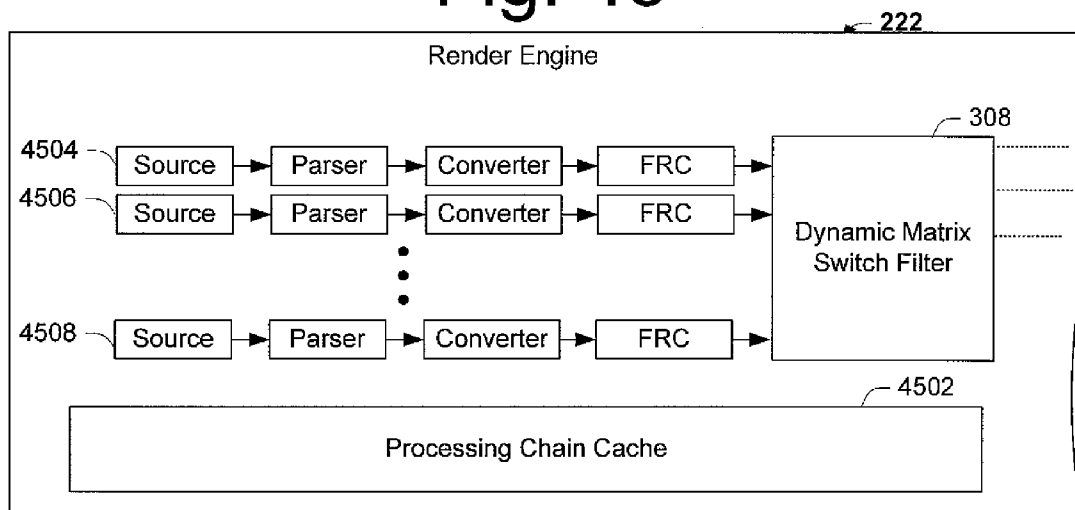 222
Render Engine
308
4504 Source Parser Converter FRC
4506 Source Parser Converter FRC
Dynamic Matrix
Switch Filter
4508 Source Parser Converter FRC
4502
Processing Chain Cache